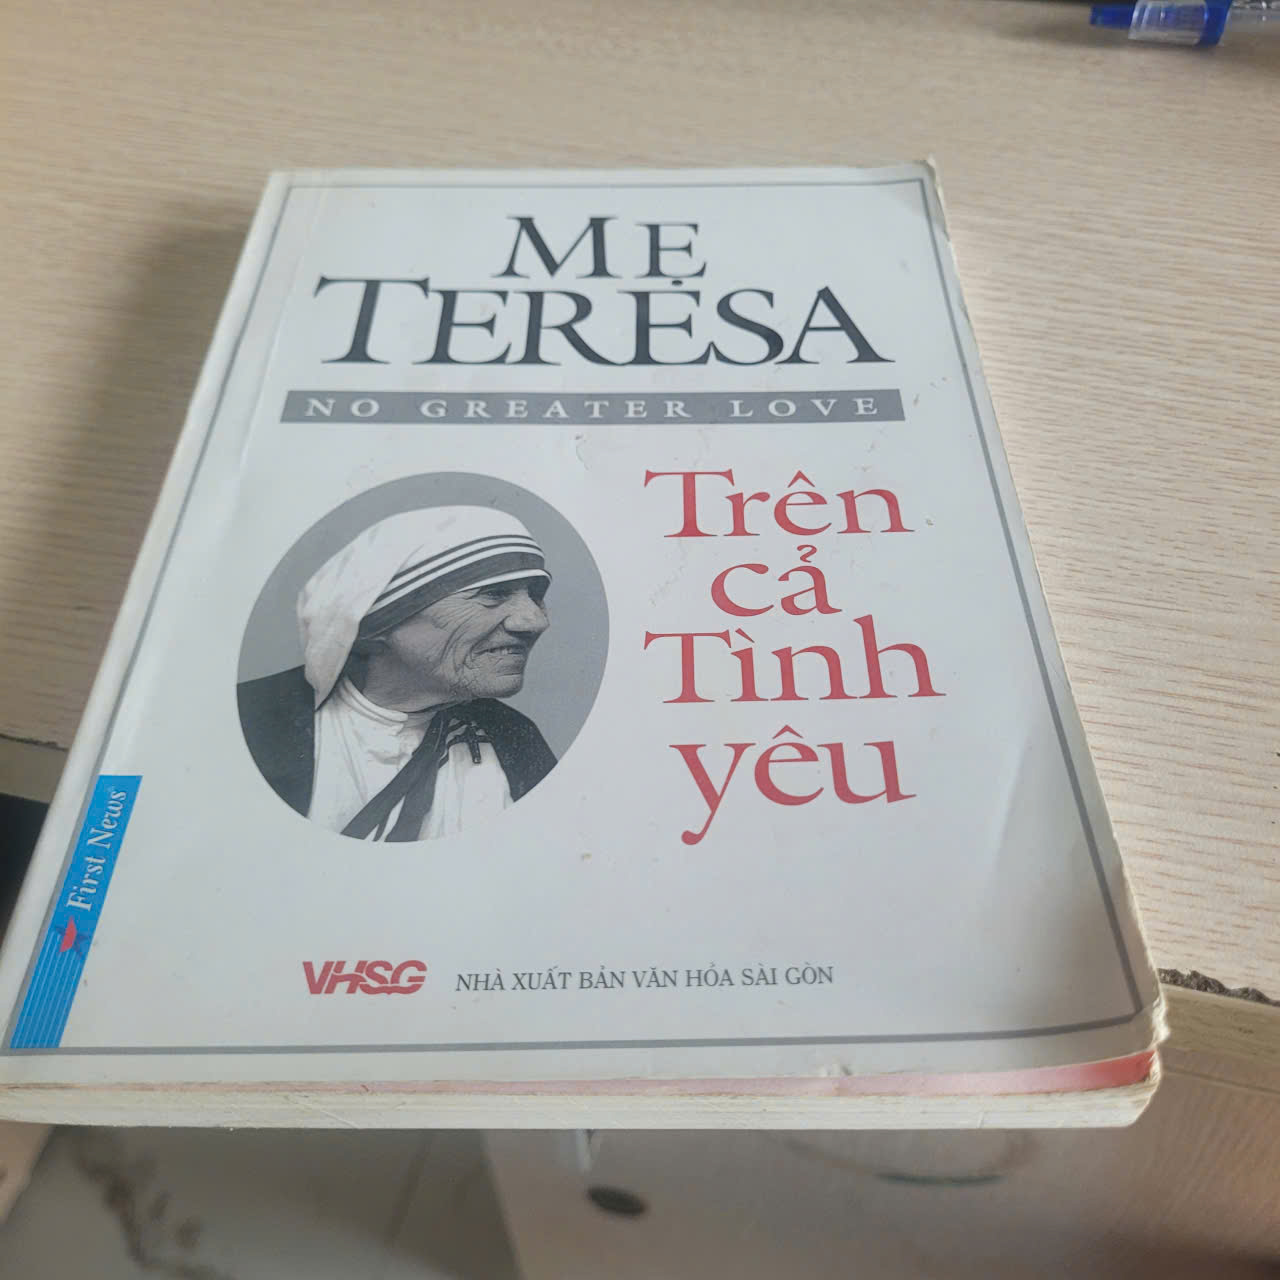 MẸ
TERESA
NO GREATER LOVE
Trên
cả
Tình
yêu
First News
VHSG NHÀ XUẤT BẢN VĂN HÓA SÀI GÒN